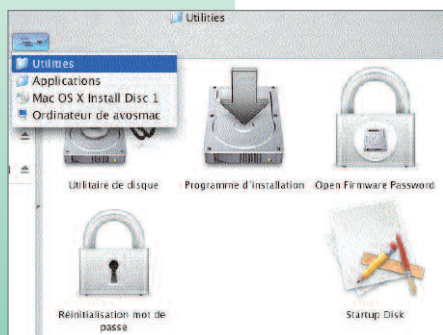 Utilities
Utilities
Applications
Mac OS X Install Disc 1
Ordinateur de avosmac
Utilitaire de disque
Programme d'installation
Open Firmware Password
Réinitialisation mot de
passe
Startup Disk